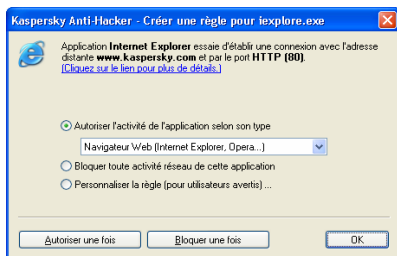 Kaspersky Anti-Hacker - Créer une règle pour iexplore.exe
Application Internet Explorer essaie d'établir une connexion avec l'adresse
distante www.kaspersky.com et par le port HTTP (80).
(Cliquez sur le lien pour plus de détails.)
Autoriser l'activité de l'application selon son type
Navigateur Web (Internet Explorer, Opera...)
Bloquer toute activité réseau de cette application
Personnaliser la règle (pour utilisateurs avertis) ...
Autoriser une fois
Bloquer une fois
OK